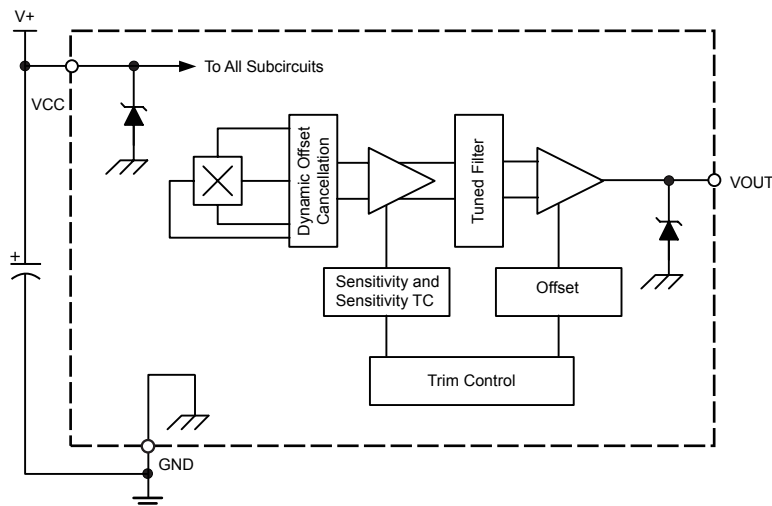 V+
To All Subcircuits
VCC
Dynamic Offset
Cancellation
Tuned Filter
VOUT
+
Sensitivity and
Sensitivity TC
Offset
Trim Control
GND